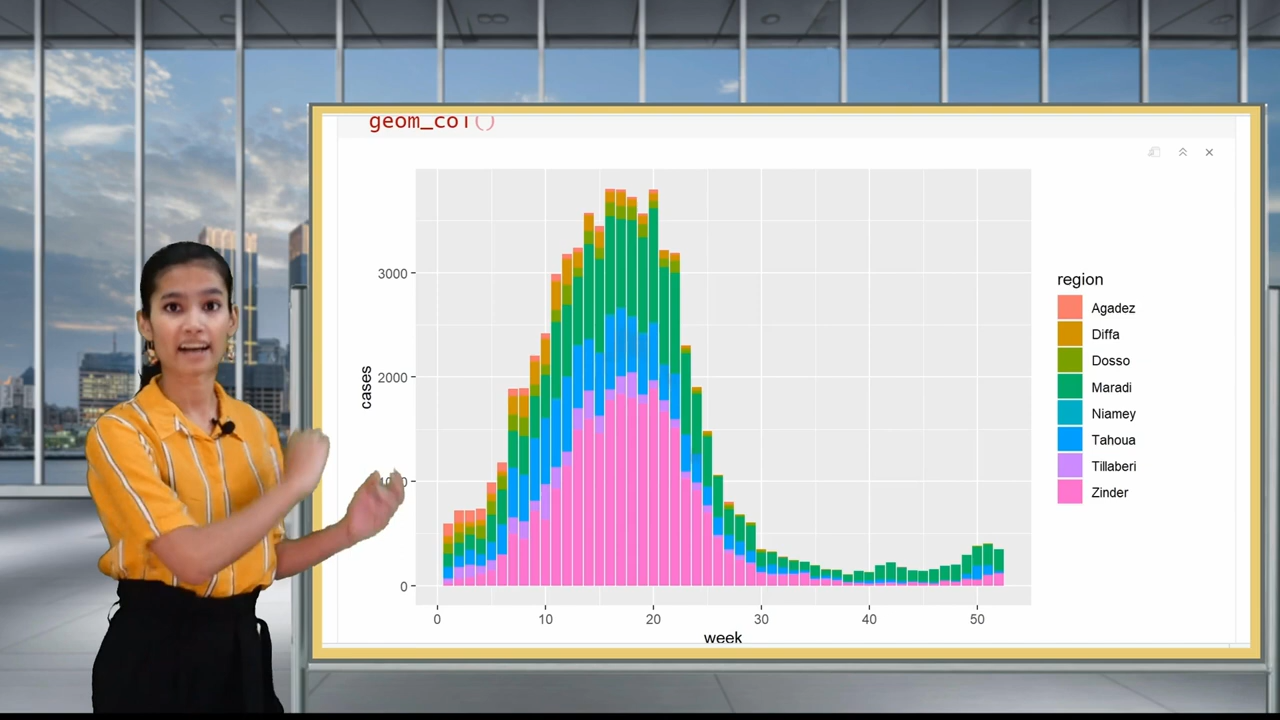 geom_col()
region
Agadez
Diffa
Dosso
Maradi
Niamey
Tahoua
Tillaberi
Zinder
cases
3000
2000
0
0 10 20 30 40 50
week